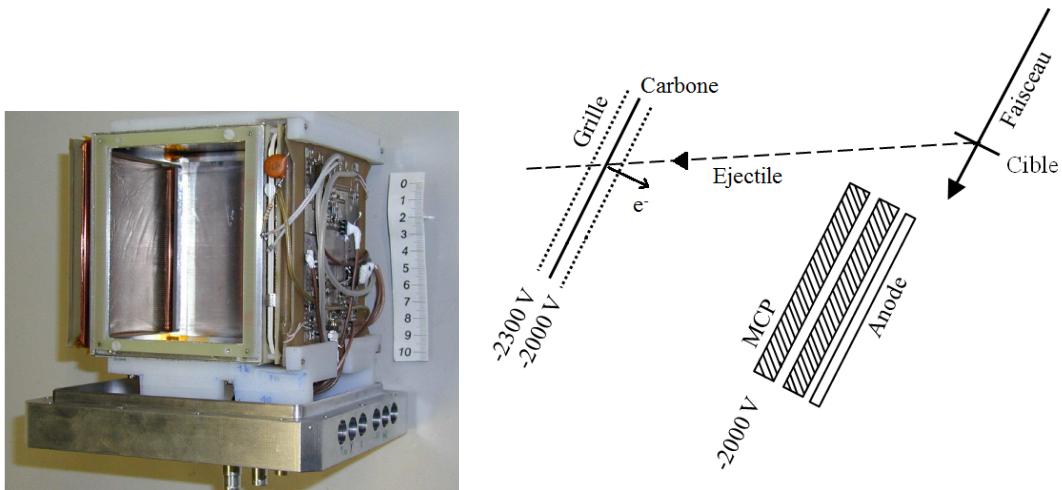 0
1
2
3
4
5
6
7
8
9
10
Carbone
Grille
Faisceau
Ejectile
Cible
e-
-2300 V
-2000 V
MCP
Anode
-2000 V